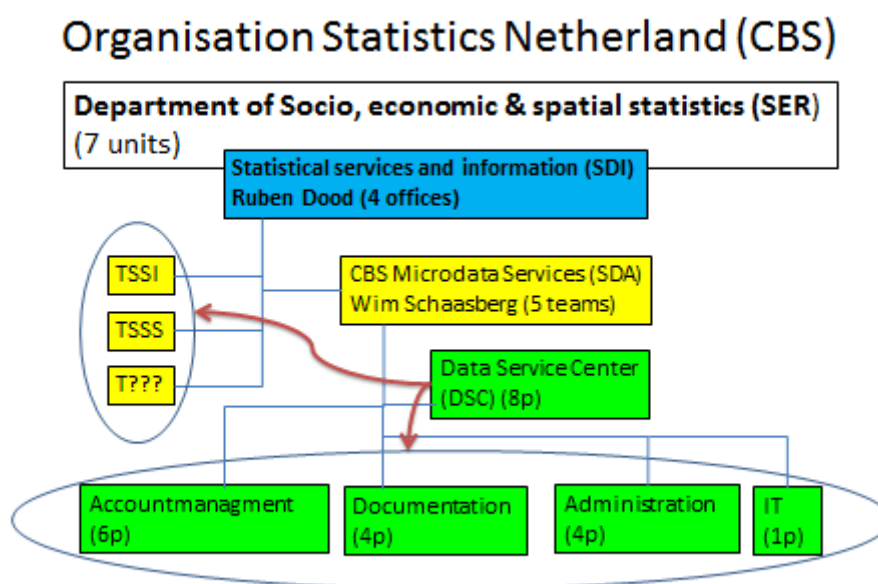 Organisation Statistics Netherland (CBS)
Department of Socio, economic & spatial statistics (SER)
(7 units)
Statistical services and information (SDI)
Ruben Dood (4 offices)
TSSI
CBS Microdata Services (SDA)
Wim Schaasberg (5 teams)
TSSS
T???
Data Service Center
(DSC) (8p)
Accountmanagment
(6p)
Documentation
(4p)
Administration
(4p)
IT
(1p)